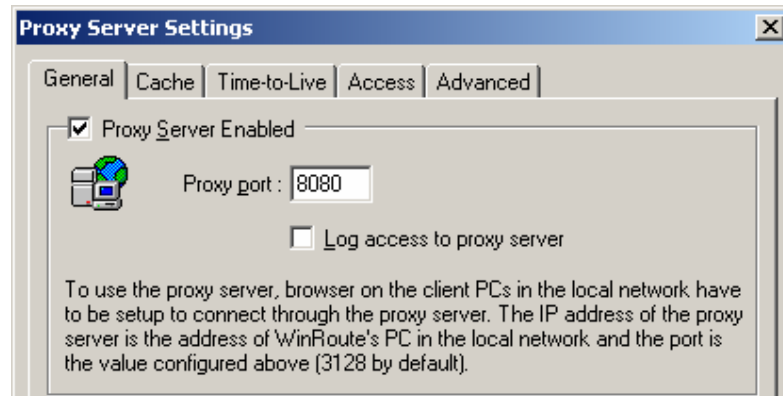 Proxy Server Settings
General Cache Time-to-Live Access Advanced
Proxy Server Enabled
Proxy port : 8080
Log access to proxy server
To use the proxy server, browser on the client PCs in the local network have
to be setup to connect through the proxy server. The IP address of the proxy
server is the address of WinRoute's PC in the local network and the port is
the value configured above (3128 by default).